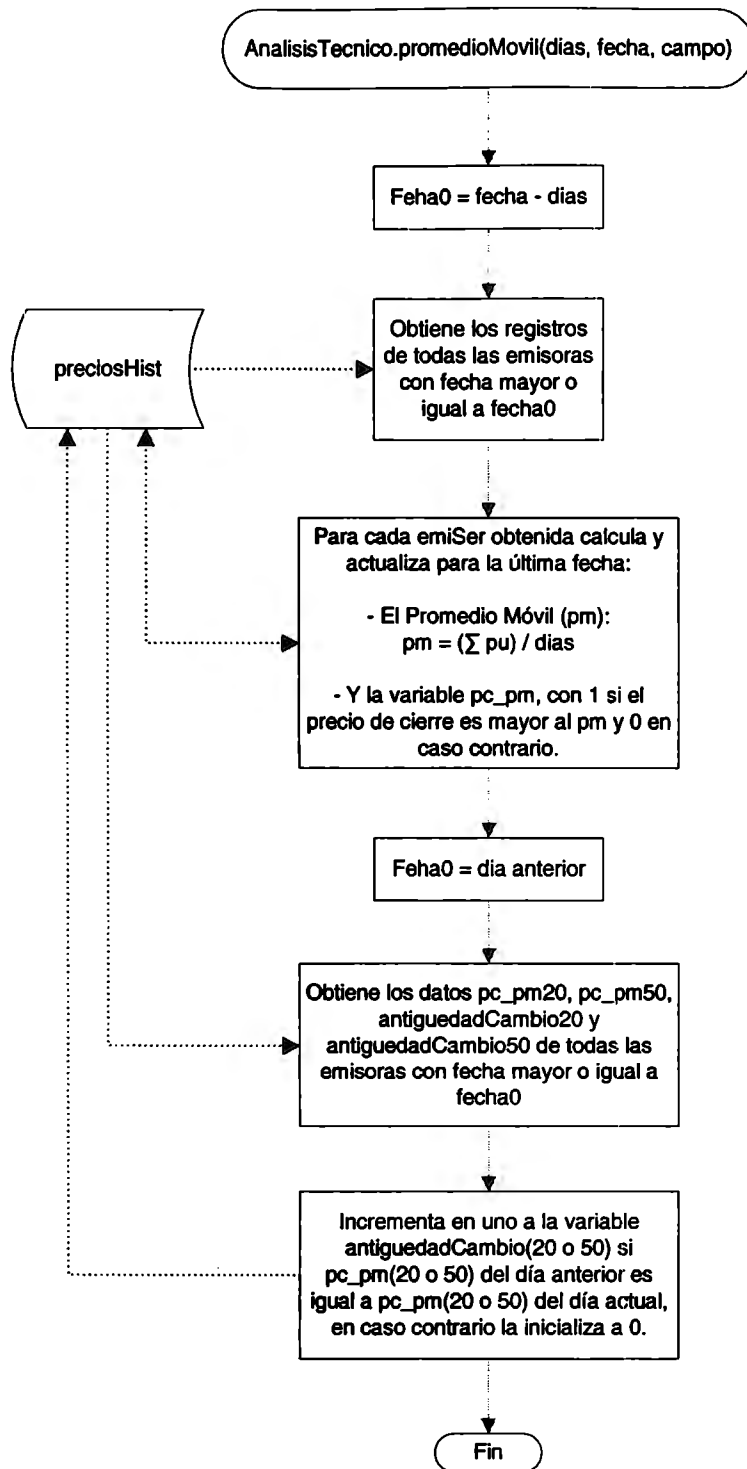 AnalisisTecnico.promedioMovil(días, fecha, campo)
Feha0 = fecha - dias
preciosHist
Obtiene los registros
de todas las emisoras
con fecha mayor o
igual a fecha0
Para cada emiSer obtenida calcula y
actualiza para la última fecha:
- El Promedio Móvil (pm):
pm = (∑ pu) / dias
- Y la variable pc_pm, con 1 si el
precio de cierre es mayor al pm y 0 en
caso contrario.
Feha0 = dia anterior
Obtiene los datos pc_pm20, pc_pm50,
antiguedadCambio20 y
antiguedadCambio50 de todas las
emisoras con fecha mayor o igual a
fecha0
Incrementa en uno a la variable
antiguedadCambio(20 o 50) si
pc_pm(20 o 50) del día anterior es
igual a pc_pm(20 o 50) del día actual,
en caso contrario la inicializa a 0.
Fin